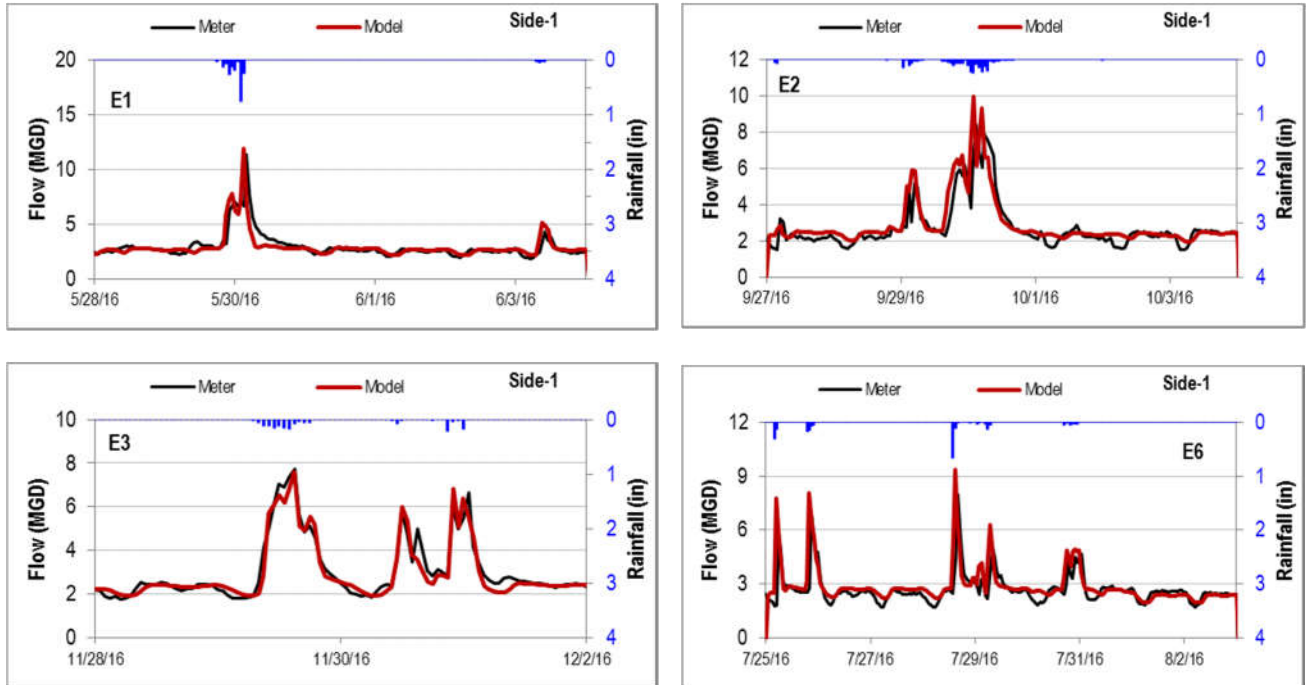 Meter Model Side-1
E1
Flow (MGD)
20
15
10
5
0
Rainfall (in)
0
1
2
3
4
5/28/16 5/30/16 6/1/16 6/3/16
Meter Model Side-1
E2
Flow (MGD)
12
10
8
6
4
2
0
Rainfall (in)
0
1
2
3
4
9/27/16 9/29/16 10/1/16 10/3/16
Meter Model Side-1
E3
Flow (MGD)
10
8
6
4
2
0
Rainfall (in)
0
1
2
3
4
11/28/16 11/30/16 12/2/16
Meter Model Side-1
E6
Flow (MGD)
12
9
6
3
0
Rainfall (in)
0
1
2
3
4
7/25/16 7/27/16 7/29/16 7/31/16 8/2/16